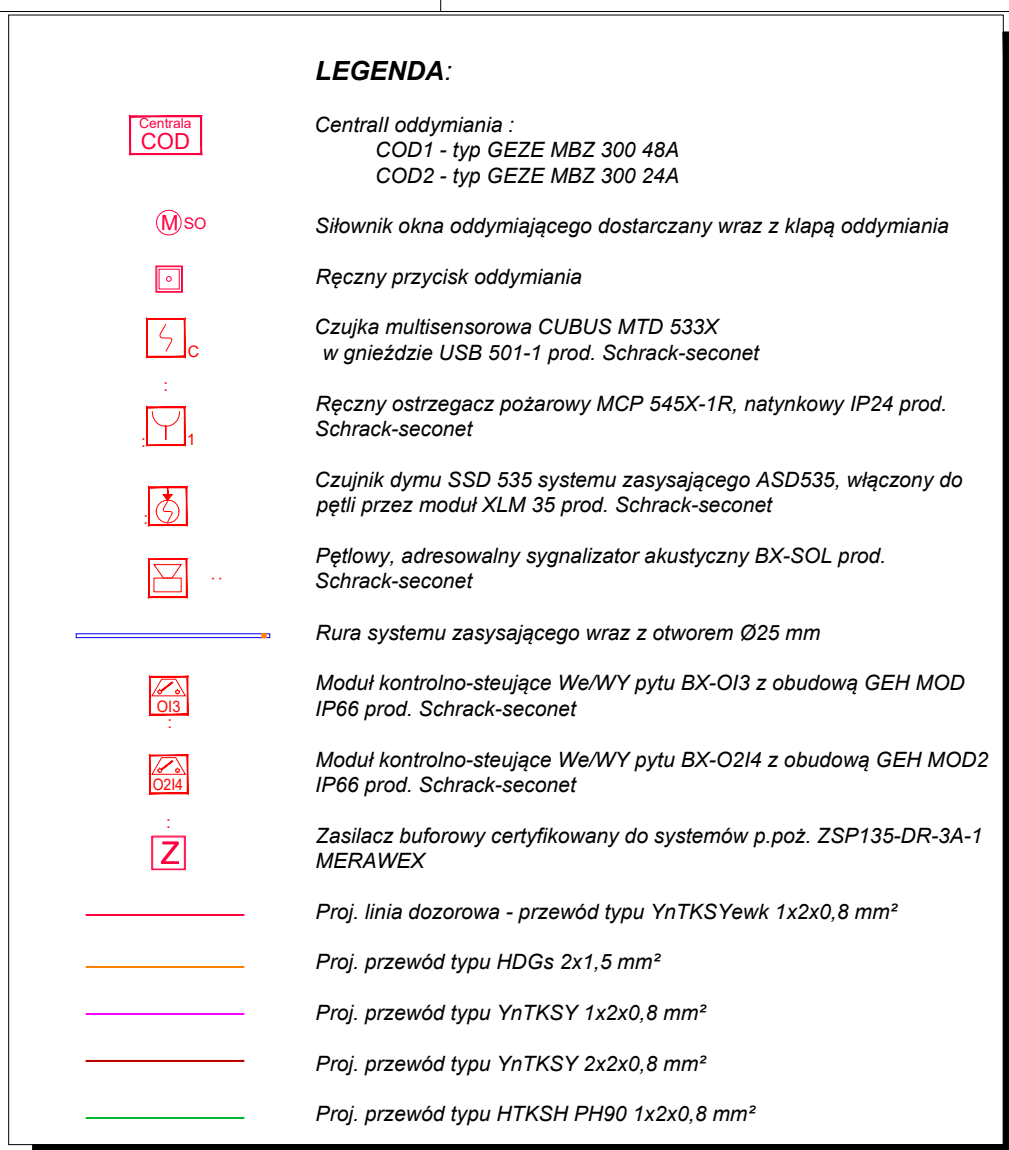 LEGENDA:
Centrala
COD
Centrall oddymiania :
COD1 - typ GEZE MBZ 300 48A
COD2 - typ GEZE MBZ 300 24A
M SO
Siłownik okna oddymiającego dostarczany wraz z klapą oddymiania
Ręczny przycisk oddymiania
C
Czujka multisensorowa CUBUS MTD 533X
w gnieździe USB 501-1 prod. Schrack-seconet
:
: 1
Ręczny ostrzegacz pożarowy MCP 545X-1R, natynkowy IP24 prod.
Schrack-seconet
:
Czujnik dymu SSD 535 systemu zasysającego ASD535, włączony do
pętli przez moduł XLM 35 prod. Schrack-seconet
. .
Pętlowy, adresowalny sygnalizator akustyczny BX-SOL prod.
Schrack-seconet
Rura systemu zasysającego wraz z otworem Ø25 mm
OI3
:
Moduł kontrolno-steujące We/WY pytu BX-OI3 z obudową GEH MOD
IP66 prod. Schrack-seconet
O2I4
Moduł kontrolno-steujące We/WY pytu BX-O2I4 z obudową GEH MOD2
IP66 prod. Schrack-seconet
:
Z
Zasilacz buforowy certyfikowany do systemów p.poż. ZSP135-DR-3A-1
MERAWEX
Proj. linia dozorowa - przewód typu YnTKSYewk 1x2x0,8 mm²
Proj. przewód typu HDGs 2x1,5 mm²
Proj. przewód typu YnTKSY 1x2x0,8 mm²
Proj. przewód typu YnTKSY 2x2x0,8 mm²
Proj. przewód typu HTKSH PH90 1x2x0,8 mm²